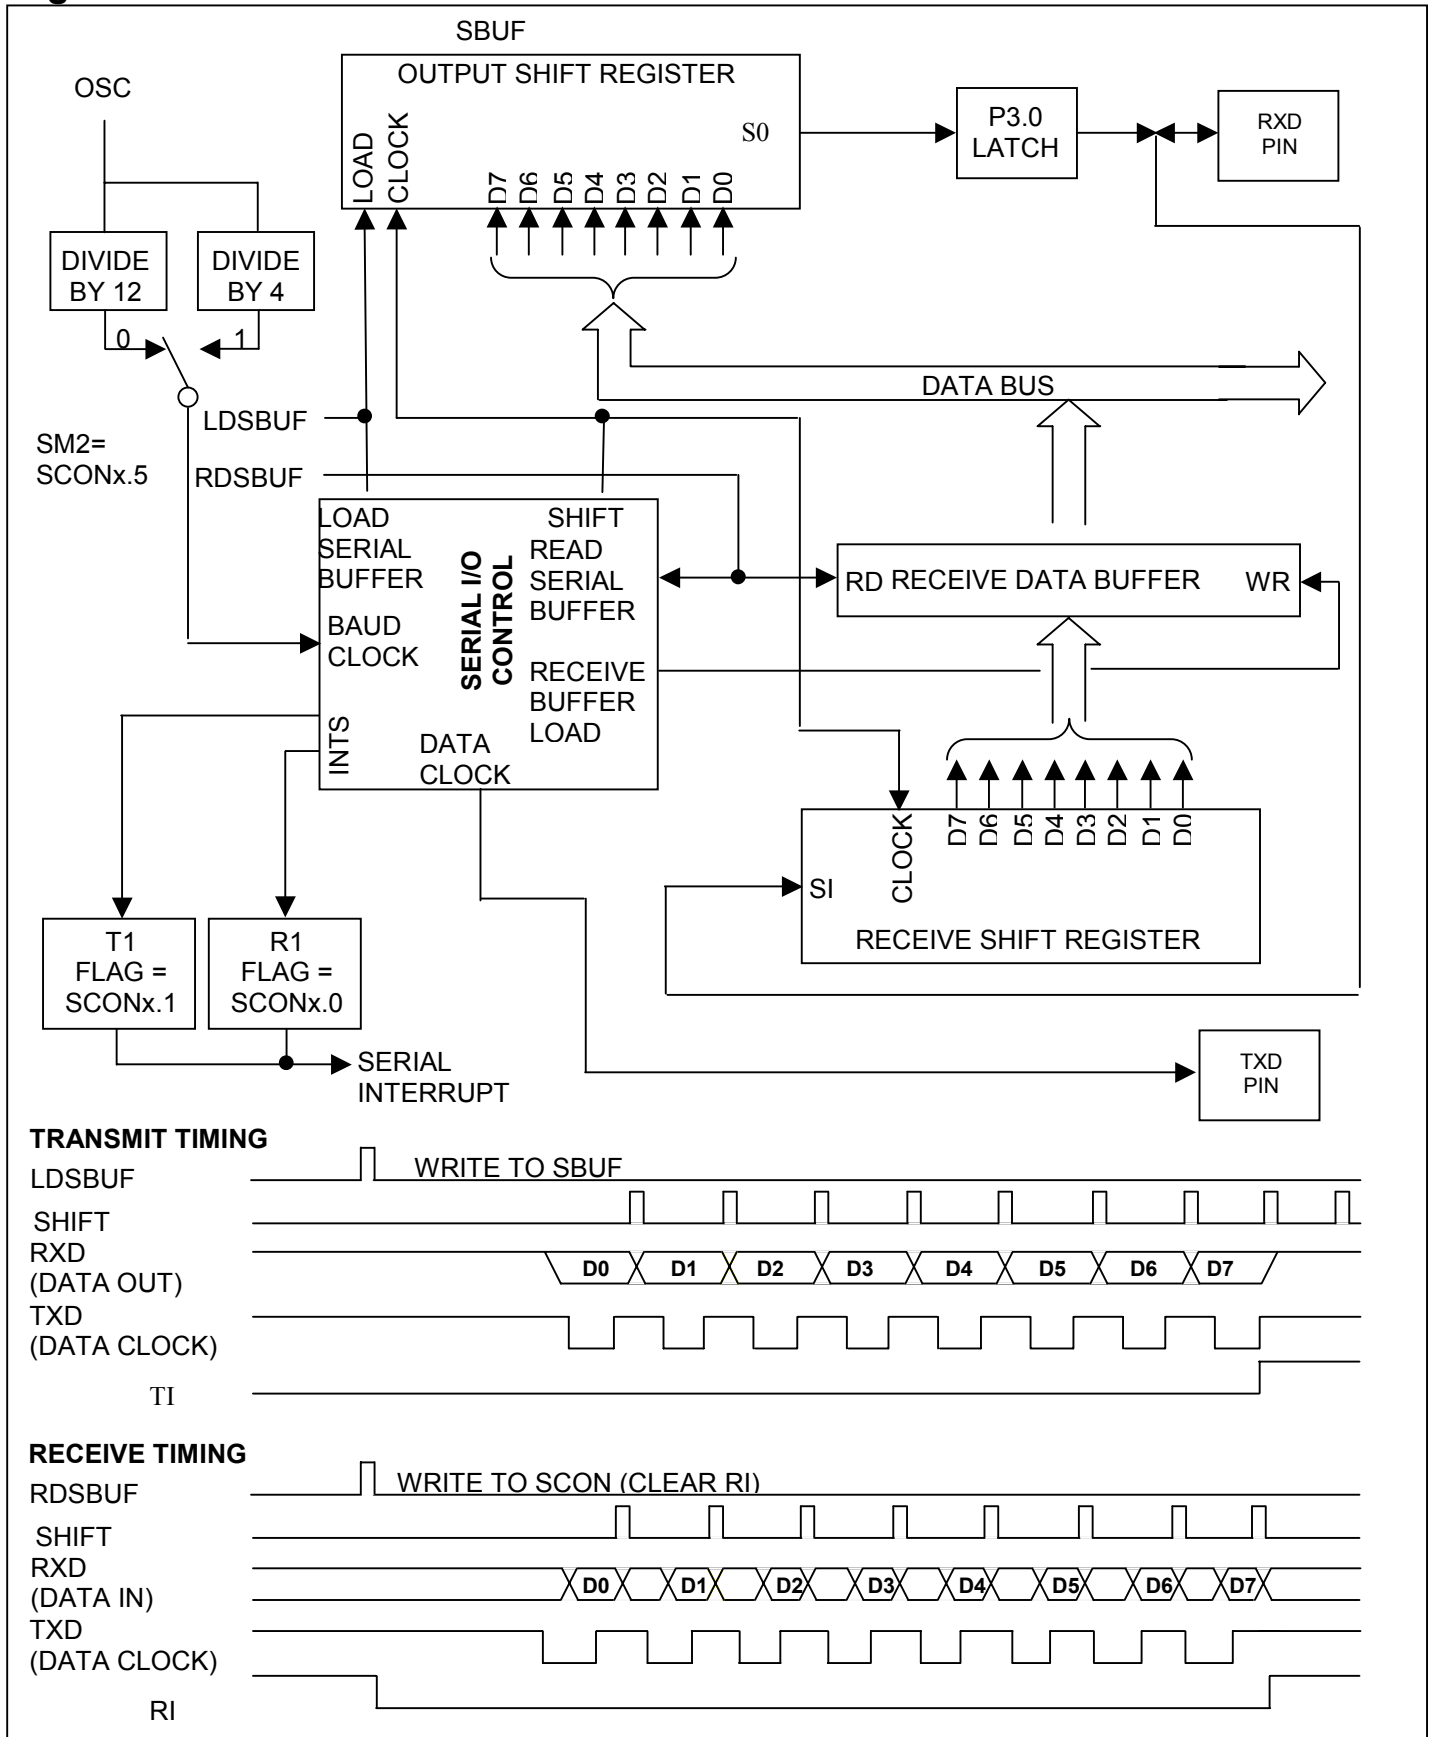 SBUF
OUTPUT SHIFT REGISTER
OSC
LOAD
CLOCK
S0
D7 D6 D5 D4 D3 D2 D1 D0
P3.0
LATCH
RXD
PIN
DIVIDE
BY 12
DIVIDE
BY 4
0
1
DATA BUS
LDSBUF
SM2=
SCONx.5
RDSBUF
LOAD
SERIAL
BUFFER
SHIFT
READ
SERIAL
BUFFER
SERIAL I/O
CONTROL
BAUD
CLOCK
RECEIVE
BUFFER
LOAD
INTS
DATA
CLOCK
RD RECEIVE DATA BUFFER WR
D7 D6 D5 D4 D3 D2 D1 D0
CLOCK
SI
RECEIVE SHIFT REGISTER
T1
FLAG =
SCONx.1
R1
FLAG =
SCONx.0
SERIAL
INTERRUPT
TXD
PIN
TRANSMIT TIMING
LDSBUF
WRITE TO SBUF
SHIFT
RXD
(DATA OUT)
D0 D1 D2 D3 D4 D5 D6 D7
TXD
(DATA CLOCK)
TI
RECEIVE TIMING
RDSBUF
WRITE TO SCON (CLEAR RI)
SHIFT
RXD
(DATA IN)
D0 D1 D2 D3 D4 D5 D6 D7
TXD
(DATA CLOCK)
RI